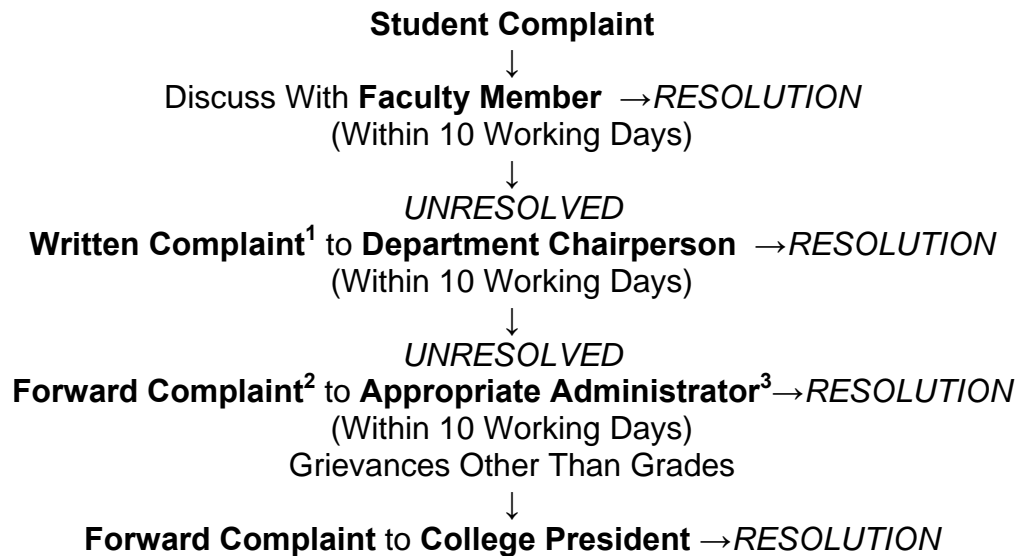 Student Complaint
↓
Discuss With Faculty Member →RESOLUTION
(Within 10 Working Days)
↓
UNRESOLVED
Written Complaint¹ to Department Chairperson →RESOLUTION
(Within 10 Working Days)
↓
UNRESOLVED
Forward Complaint² to Appropriate Administrator³→RESOLUTION
(Within 10 Working Days)
Grievances Other Than Grades
↓
Forward Complaint to College President →RESOLUTION